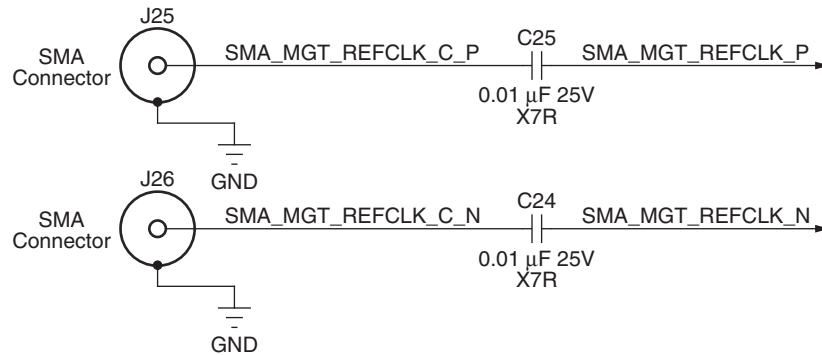 J25
SMA
Connector
SMA_MGT_REFCLK_C_P
C25
SMA_MGT_REFCLK_P
0.01 μF 25V
X7R
GND
J26
SMA
Connector
SMA_MGT_REFCLK_C_N
C24
SMA_MGT_REFCLK_N
0.01 μF 25V
X7R
GND